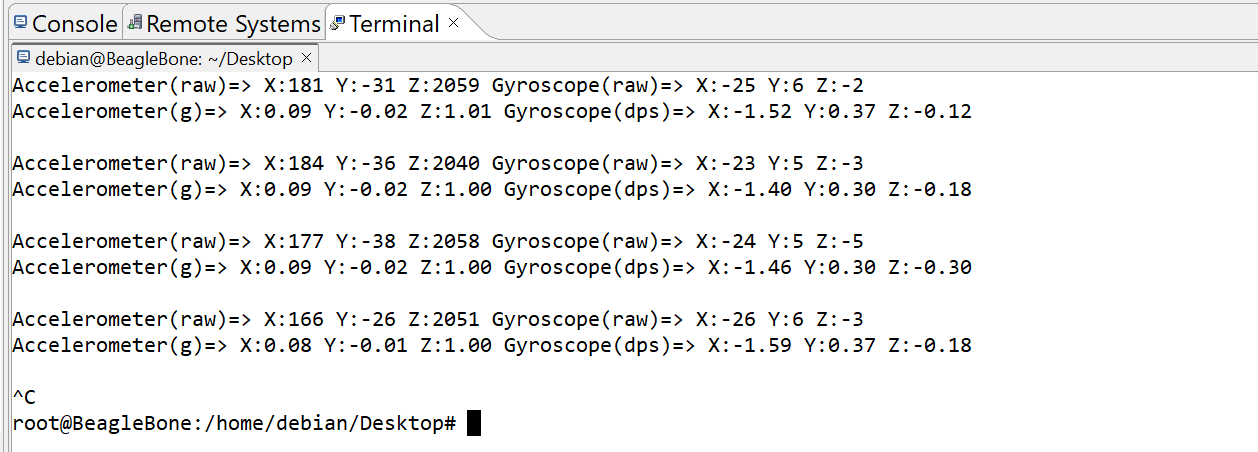 Console Remote Systems Terminal
debian@BeagleBone: ~/Desktop
Accelerometer(raw)=> X:181 Y:-31 Z:2059 Gyroscope(raw)=> X:-25 Y:6 Z:-2
Accelerometer(g)=> X:0.09 Y:-0.02 Z:1.01 Gyroscope(dps)=> X:-1.52 Y:0.37 Z:-0.12
Accelerometer(raw)=> X:184 Y:-36 Z:2040 Gyroscope(raw)=> X:-23 Y:5 Z:-3
Accelerometer(g)=> X:0.09 Y:-0.02 Z:1.00 Gyroscope(dps)=> X:-1.40 Y:0.30 Z:-0.18
Accelerometer(raw)=> X:177 Y:-38 Z:2058 Gyroscope(raw)=> X:-24 Y:5 Z:-5
Accelerometer(g)=> X:0.09 Y:-0.02 Z:1.00 Gyroscope(dps)=> X:-1.46 Y:0.30 Z:-0.30
Accelerometer(raw)=> X:166 Y:-26 Z:2051 Gyroscope(raw)=> X:-26 Y:6 Z:-3
Accelerometer(g)=> X:0.08 Y:-0.01 Z:1.00 Gyroscope(dps)=> X:-1.59 Y:0.37 Z:-0.18
^C
root@BeagleBone:/home/debian/Desktop#